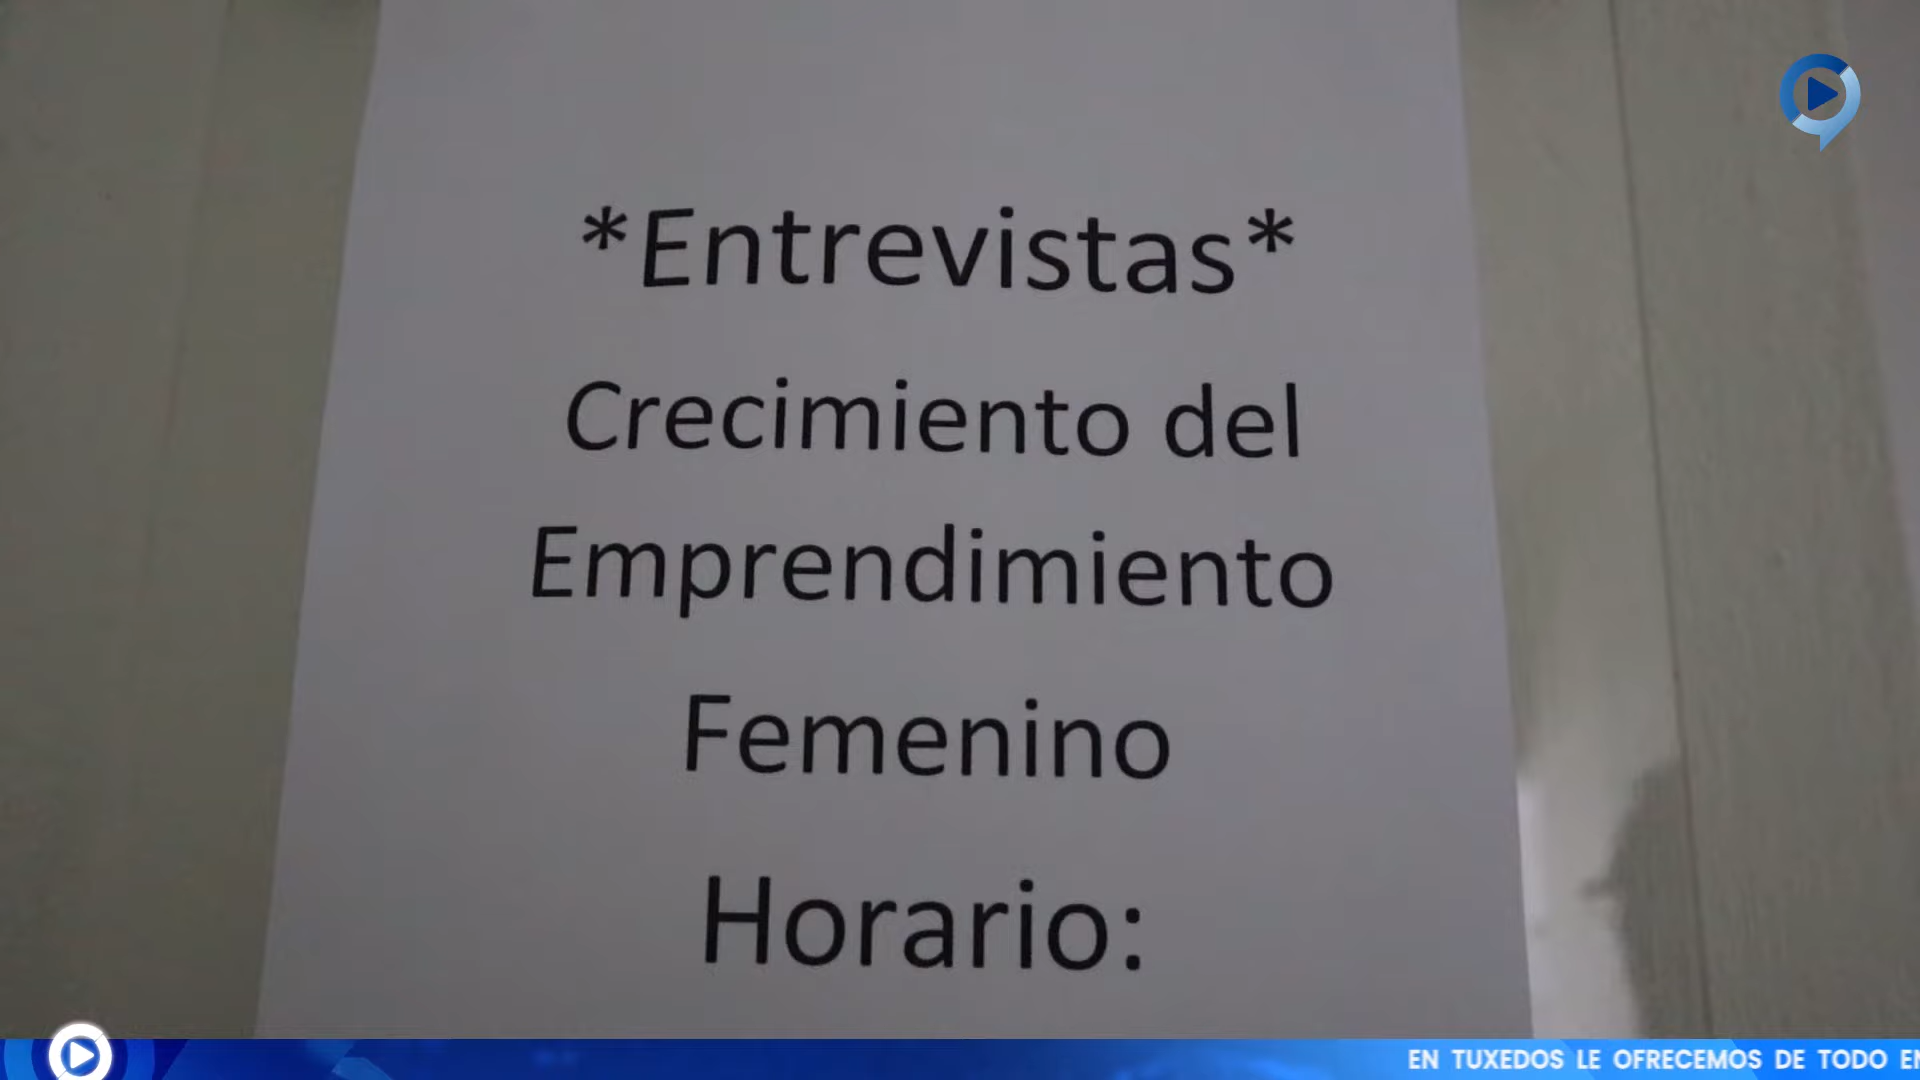 *Entrevistas*
Crecimiento del
Emprendimiento
Femenino
Horario:
EN TUXEDOS LE OFRECEMOS DE TODO